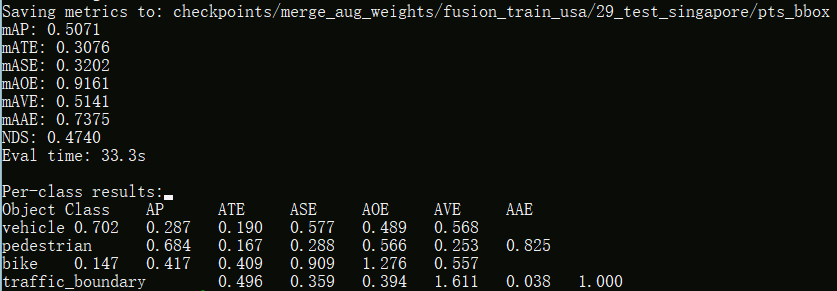 Saving metrics to: checkpoints/merge_aug_weights/fusion_train_usa/29_test_singapore/pts_bbox
mAP: 0.5071
mATE: 0.3076
mASE: 0.3202
mAOE: 0.9161
mAVE: 0.5141
mAAE: 0.7375
NDS: 0.4740
Eval time: 33.3s
Per-class results:
Object Class AP ATE ASE AOE AVE AAE
vehicle 0.702 0.287 0.190 0.577 0.489 0.568
pedestrian 0.684 0.167 0.288 0.566 0.253 0.825
bike 0.147 0.417 0.409 0.909 1.276 0.557
traffic_boundary 0.496 0.359 0.394 1.611 0.038 1.000